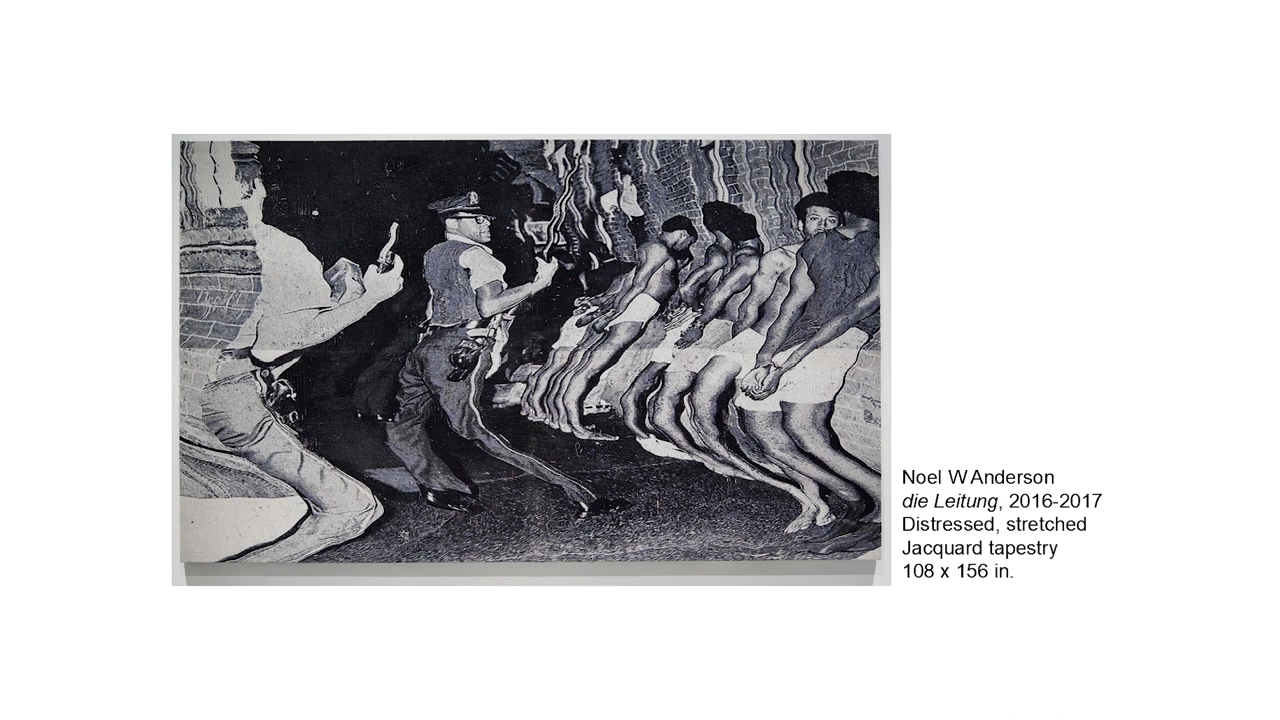 Noel W Anderson
die Leitung, 2016-2017
Distressed, stretched
Jacquard tapestry
108 x 156 in.